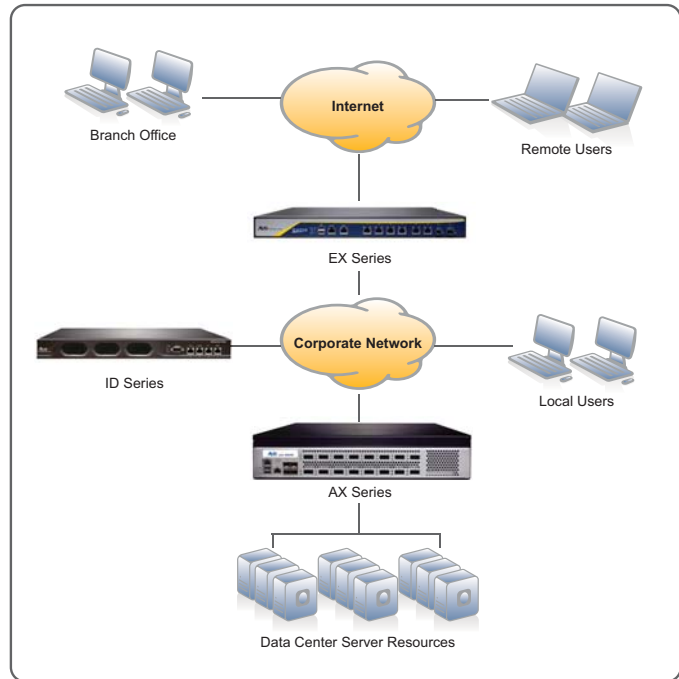 Internet
Branch Office
Remote Users
EX Series
Corporate Network
ID Series
Local Users
AX Series
Data Center Server Resources